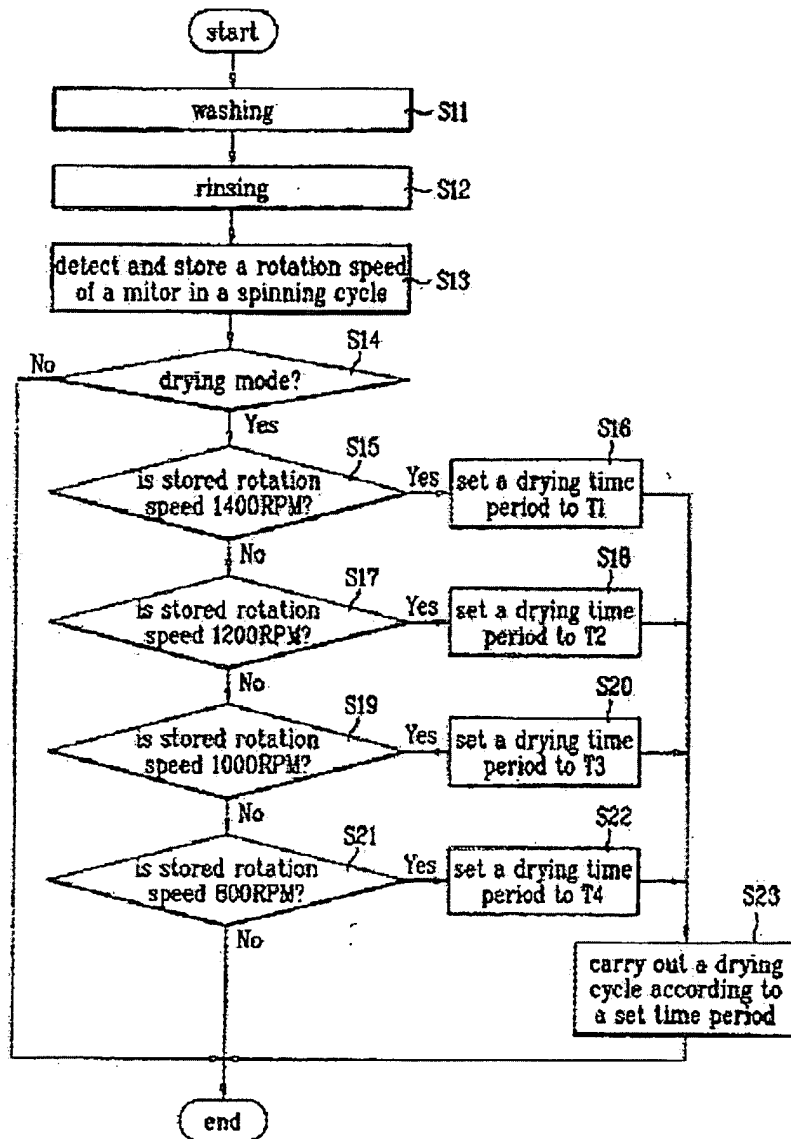 start
washing
S11
rinsing
S12
detect and store a rotation speed
of a mitor in a spinning cycle
S13
S14
No
drying mode?
Yes
S15
is stored rotation
speed 1400RPM?
Yes
S16
set a drying time
period to T1
No
S17
is stored rotation
speed 1200RPM?
Yes
S18
set a drying time
period to T2
No
S19
is stored rotation
speed 1000RPM?
Yes
S20
set a drying time
period to T3
No
S21
is stored rotation
speed 800RPM?
Yes
S22
set a drying time
period to T4
No
S23
carry out a drying
cycle according to
a set time period
end